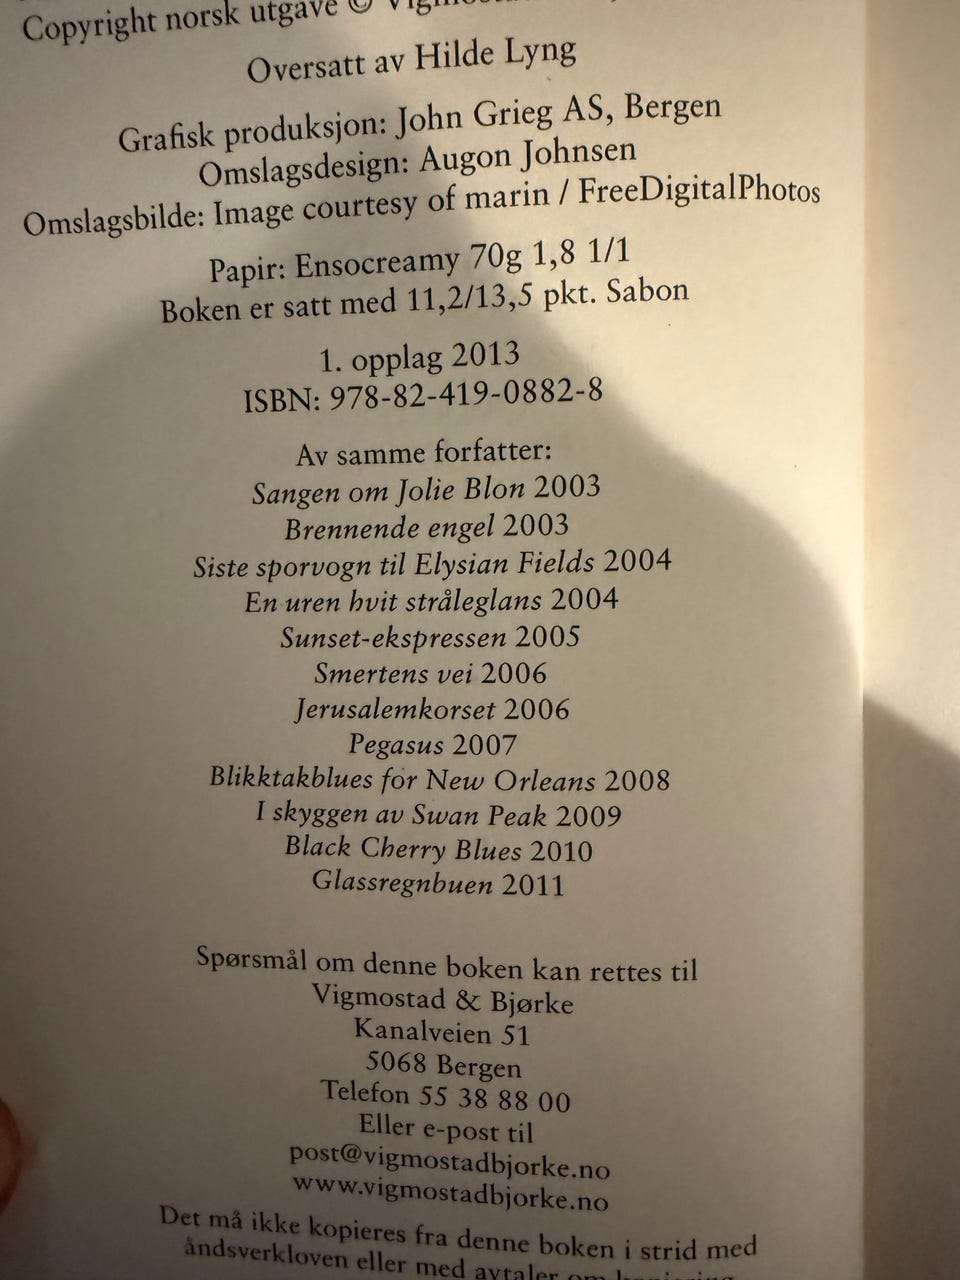 Copyright norsk utgave ©
Oversatt av Hilde Lyng
Grafisk produksjon: John Grieg AS, Bergen
Omslagsdesign: Augon Johnsen
Omslagsbilde: Image courtesy of marin / FreeDigitalPhotos
Papir: Ensocreamy 70g 1,8 1/1
Boken er satt med 11,2/13,5 pkt. Sabon
1. opplag 2013
ISBN: 978-82-419-0882-8
Av samme forfatter:
Sangen om Jolie Blon 2003
Brennende engel 2003
Siste sporvogn til Elysian Fields 2004
En uren hvit stråleglans 2004
Sunset-ekspressen 2005
Smertens vei 2006
Jerusalemkorset 2006
Pegasus 2007
Blikktakblues for New Orleans 2008
I skyggen av Swan Peak 2009
Black Cherry Blues 2010
Glassregnbuen 2011
Spørsmål om denne boken kan rettes til
Vigmostad & Bjørke
Kanalveien 51
5068 Bergen
Telefon 55 38 88 00
Eller e-post til
post@vigmostadbjorke.no
www.vigmostadbjorke.no
Det må ikke kopieres fra denne boken i strid med
åndsverkloven eller med avtaler om